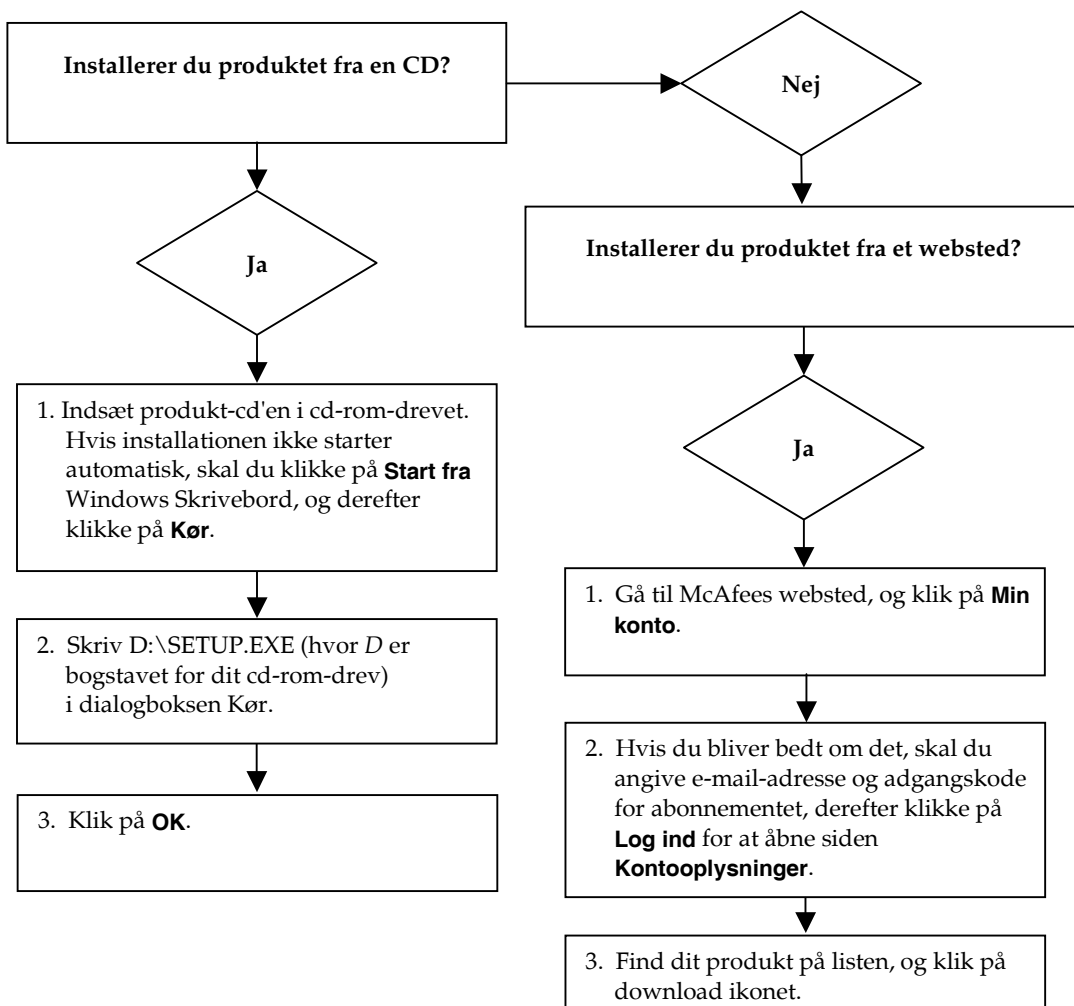 Installerer du produktet fra en CD?
Nej
Ja
Installerer du produktet fra et websted?
Ja
1. Indsæt produkt-cd'en i cd-rom-drevet.
Hvis installationen ikke starter
automatisk, skal du klikke på Start fra
Windows Skrivebord, og derefter
klikke på Kør.
2. Skriv D:\SETUP.EXE (hvor D er
bogstavet for dit cd-rom-drev)
i dialogboksen Kør.
3. Klik på OK.
1. Gå til McAfees websted, og klik på Min
konto.
2. Hvis du bliver bedt om det, skal du
angive e-mail-adresse og adgangskode
for abonnementet, derefter klikke på
Log ind for at åbne siden
Kontooplysninger.
3. Find dit produkt på listen, og klik på
download ikonet.